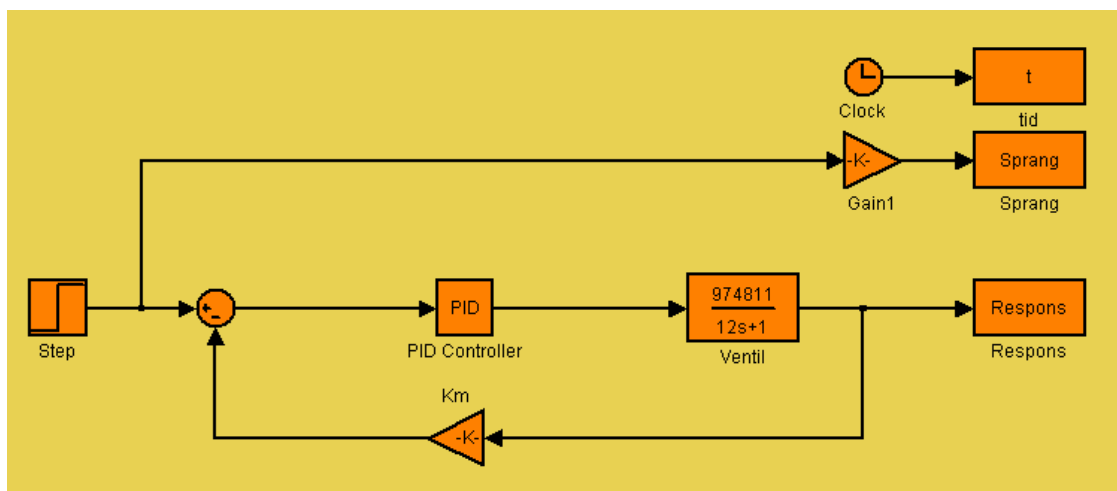 t
Clock
tid
-K-
Sprang
Gain1
Sprang
+
-
PID
974811
12s+1
Respons
Step
PID Controller
Ventil
Respons
Km
-K-